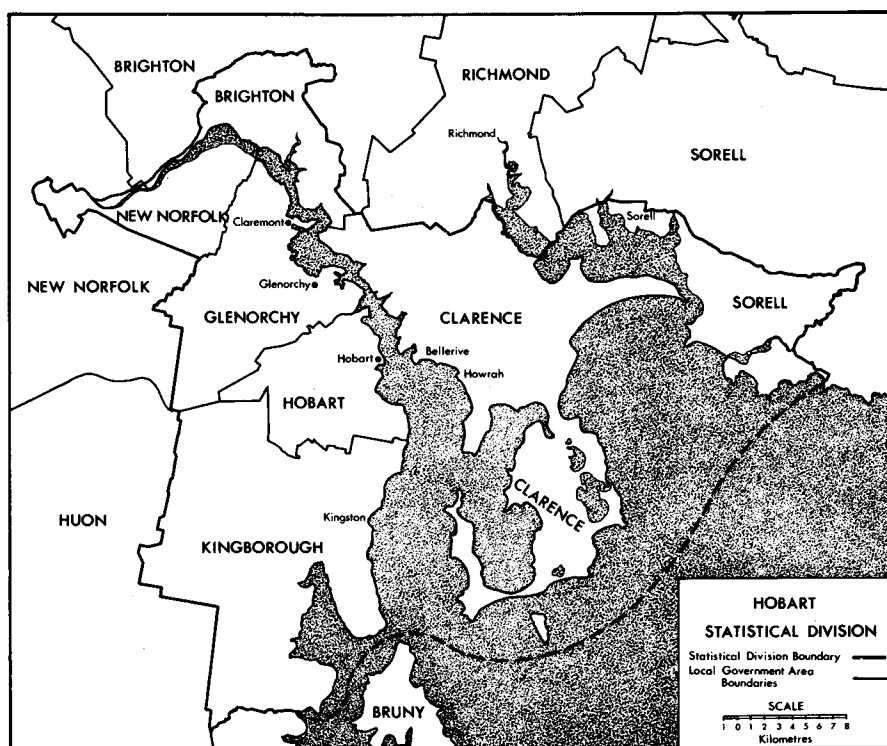 BRIGHTON
BRIGHTON
RICHMOND
Richmond
SORELL
NEW NORFOLK
Claremont
Sorell
NEW NORFOLK
Glenorchy
GLENORCHY
CLARENCE
SORELL
Hobart
Bellerive
Howrah
HOBART
CLARENCE
HUON
Kingston
KINGBOROUGH
BRUNY
HOBART
STATISTICAL DIVISION
Statistical Division Boundary
Local Government Area
Boundaries
SCALE
1 0 1 2 3 4 5 6 7 8
Kilometres